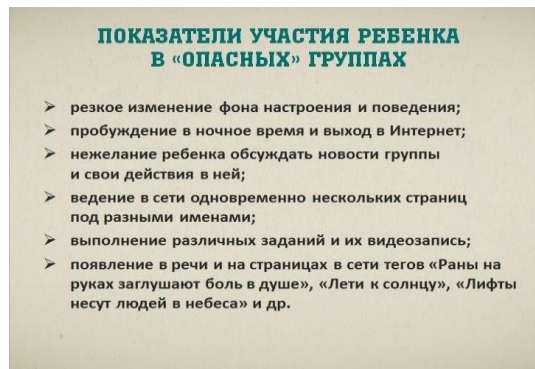 ПОКАЗАТЕЛИ УЧАСТИЯ РЕБЕНКА
В «ОПАСНЫХ» ГРУППАХ
➤ резкое изменение фона настроения и поведения;
➤ пробуждение в ночное время и выход в Интернет;
➤ нежелание ребенка обсуждать новости группы
и свои действия в ней;
➤ ведение в сети одновременно нескольких страниц
под разными именами;
➤ выполнение различных заданий и их видеозапись;
➤ появление в речи и на страницах в сети тегов «Раны на
руках заглушают боль в душе», «Лети к солнцу», «Лифты
несут людей в небеса» и др.